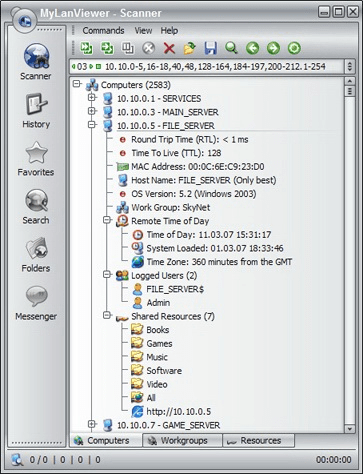 MyLanViewer - Scanner
Commands View Help
03 10.10.0-5,16-18,40,48,128-164,184-197,200-212.1-254
Scanner
History
Favorites
Search
Folders
Messenger
Computers (2583)
10.10.0.1 - SERVICES
10.10.0.3 - MAIN_SERVER
10.10.0.5 - FILE_SERVER
Round Trip Time (RTL): < 1 ms
Time To Live (TTL): 128
MAC Address: 00:0C:6E:C9:23:D0
Host Name: FILE_SERVER (Only best)
OS Version: 5.2 (Windows 2003)
Work Group: SkyNet
Remote Time of Day
Time of Day: 11.03.07 15:31:17
System Loaded: 01.03.07 18:33:46
Time Zone: 360 minutes from the GMT
Logged Users (2)
FILE_SERVER$
Admin
Shared Resources (7)
Books
Games
Music
Software
Video
All
http://10.10.0.5
10.10.0.7 - GAME_SERVER
Computers Workgroups Resources
0/0 | 0 | 0 | 0 00:00:00